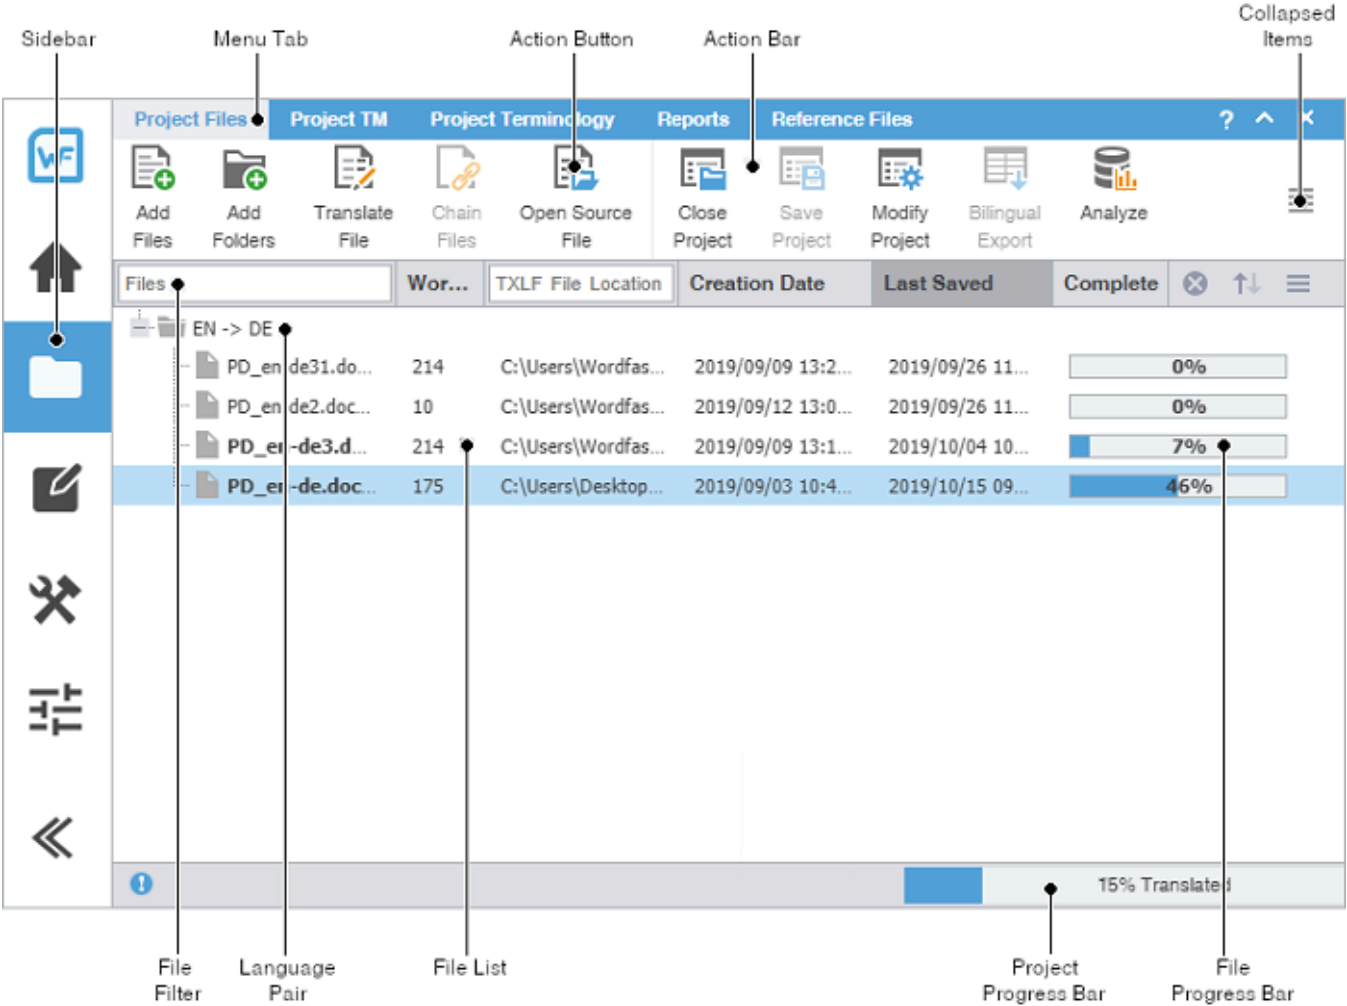 Collapsed
Items
Sidebar
Menu Tab
Action Button
Action Bar
Project Files
Project TM
Project Terminology
Reports
Reference Files
?
WF
Add
Files
Add
Folders
Translate
File
Chain
Files
Open Source
File
Close
Project
Save
Project
Modify
Project
Bilingual
Export
Analyze
Files
Wor...
TXLF File Location
Creation Date
Last Saved
Complete
EN -> DE
PD_en-de31.do... 214 C:\Users\Wordfas... 2019/09/09 13:2... 2019/09/26 11... 0%
PD_en-de2.doc... 10 C:\Users\Wordfas... 2019/09/12 13:0... 2019/09/26 11... 0%
PD_en-de3.d... 214 C:\Users\Wordfas... 2019/09/09 13:1... 2019/10/04 10... 7%
PD_en-de.doc... 175 C:\Users\Desktop... 2019/09/03 10:4... 2019/10/15 09... 46%
15% Translated
File
Filter
Language
Pair
File List
Project
Progress Bar
File
Progress Bar